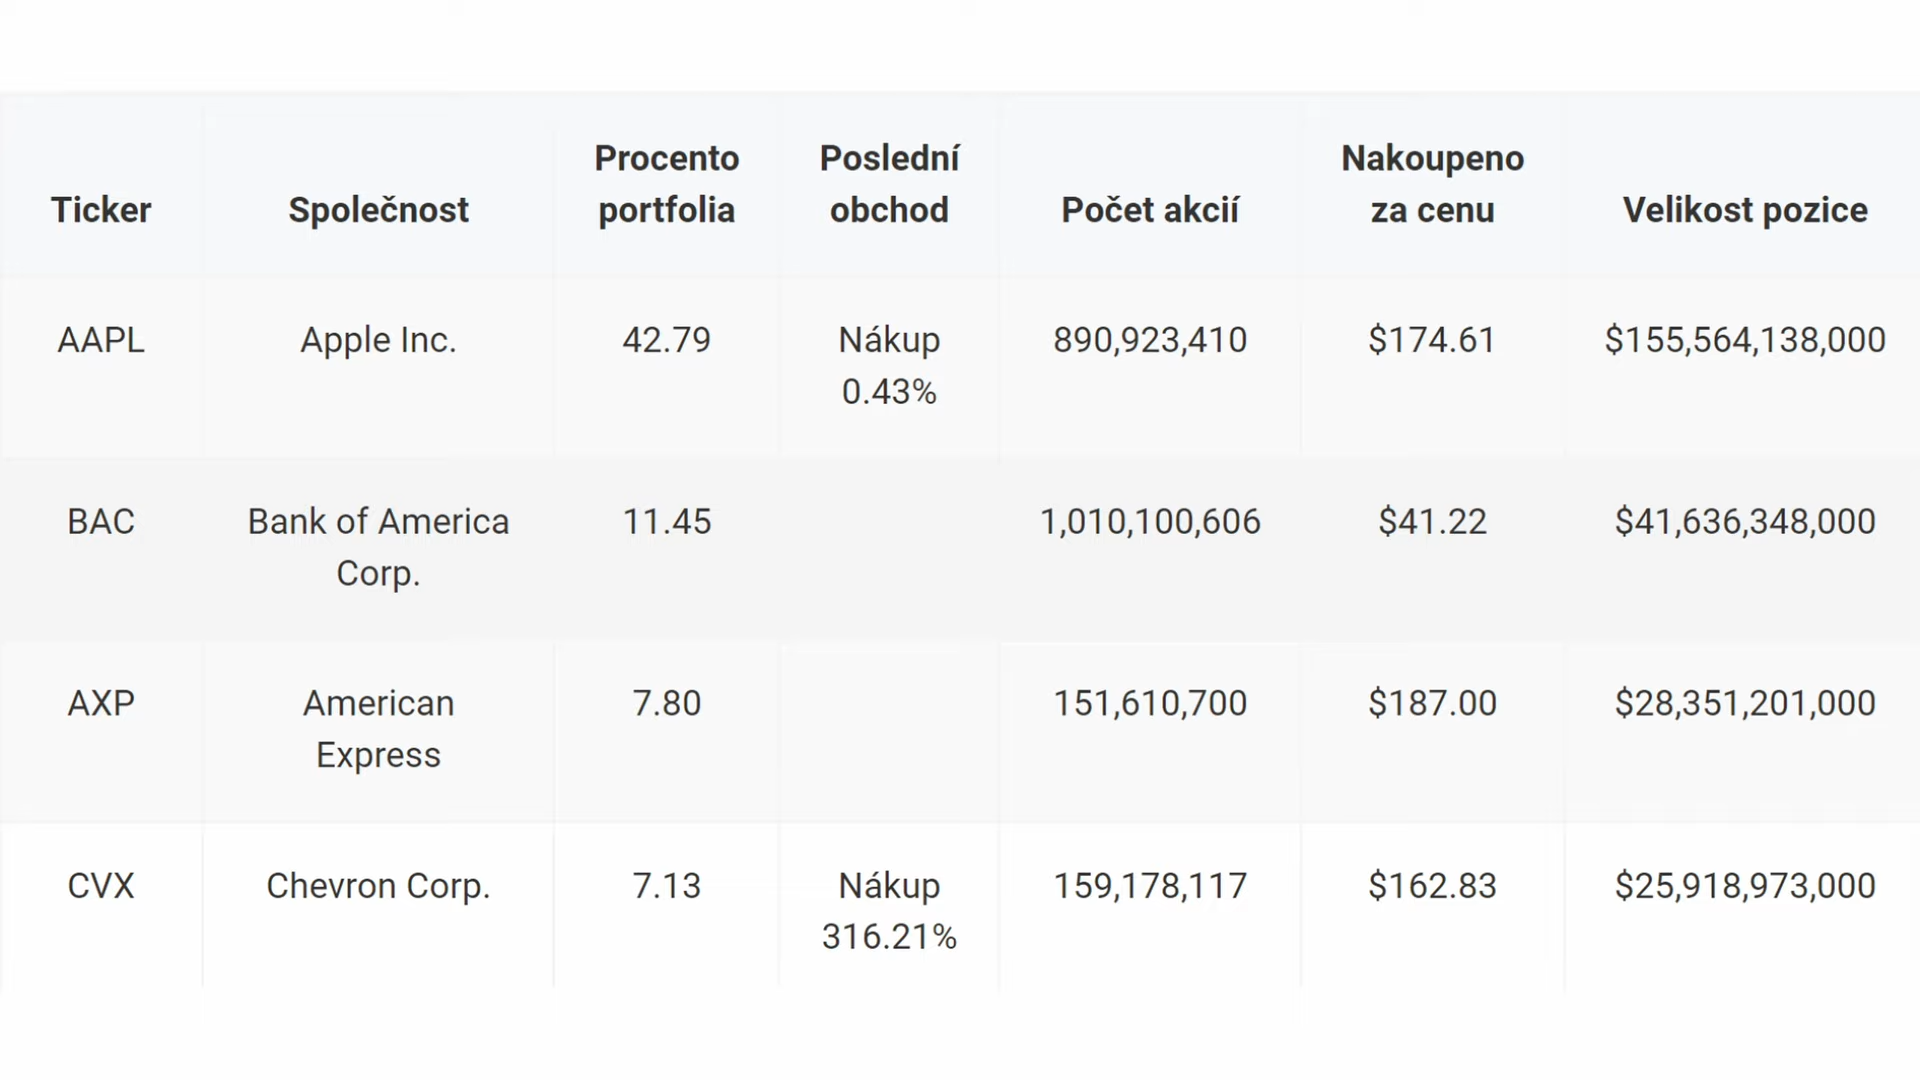 Ticker
Společnost
Procento
portfolia
Poslední
obchod
Počet akcií
Nakoupeno
za cenu
Velikost pozice
AAPL
Apple Inc.
42.79
Nákup
0.43%
890,923,410
$174.61
$155,564,138,000
BAC
Bank of America
Corp.
11.45
1,010,100,606
$41.22
$41,636,348,000
AXP
American
Express
7.80
151,610,700
$187.00
$28,351,201,000
CVX
Chevron Corp.
7.13
Nákup
316.21%
159,178,117
$162.83
$25,918,973,000